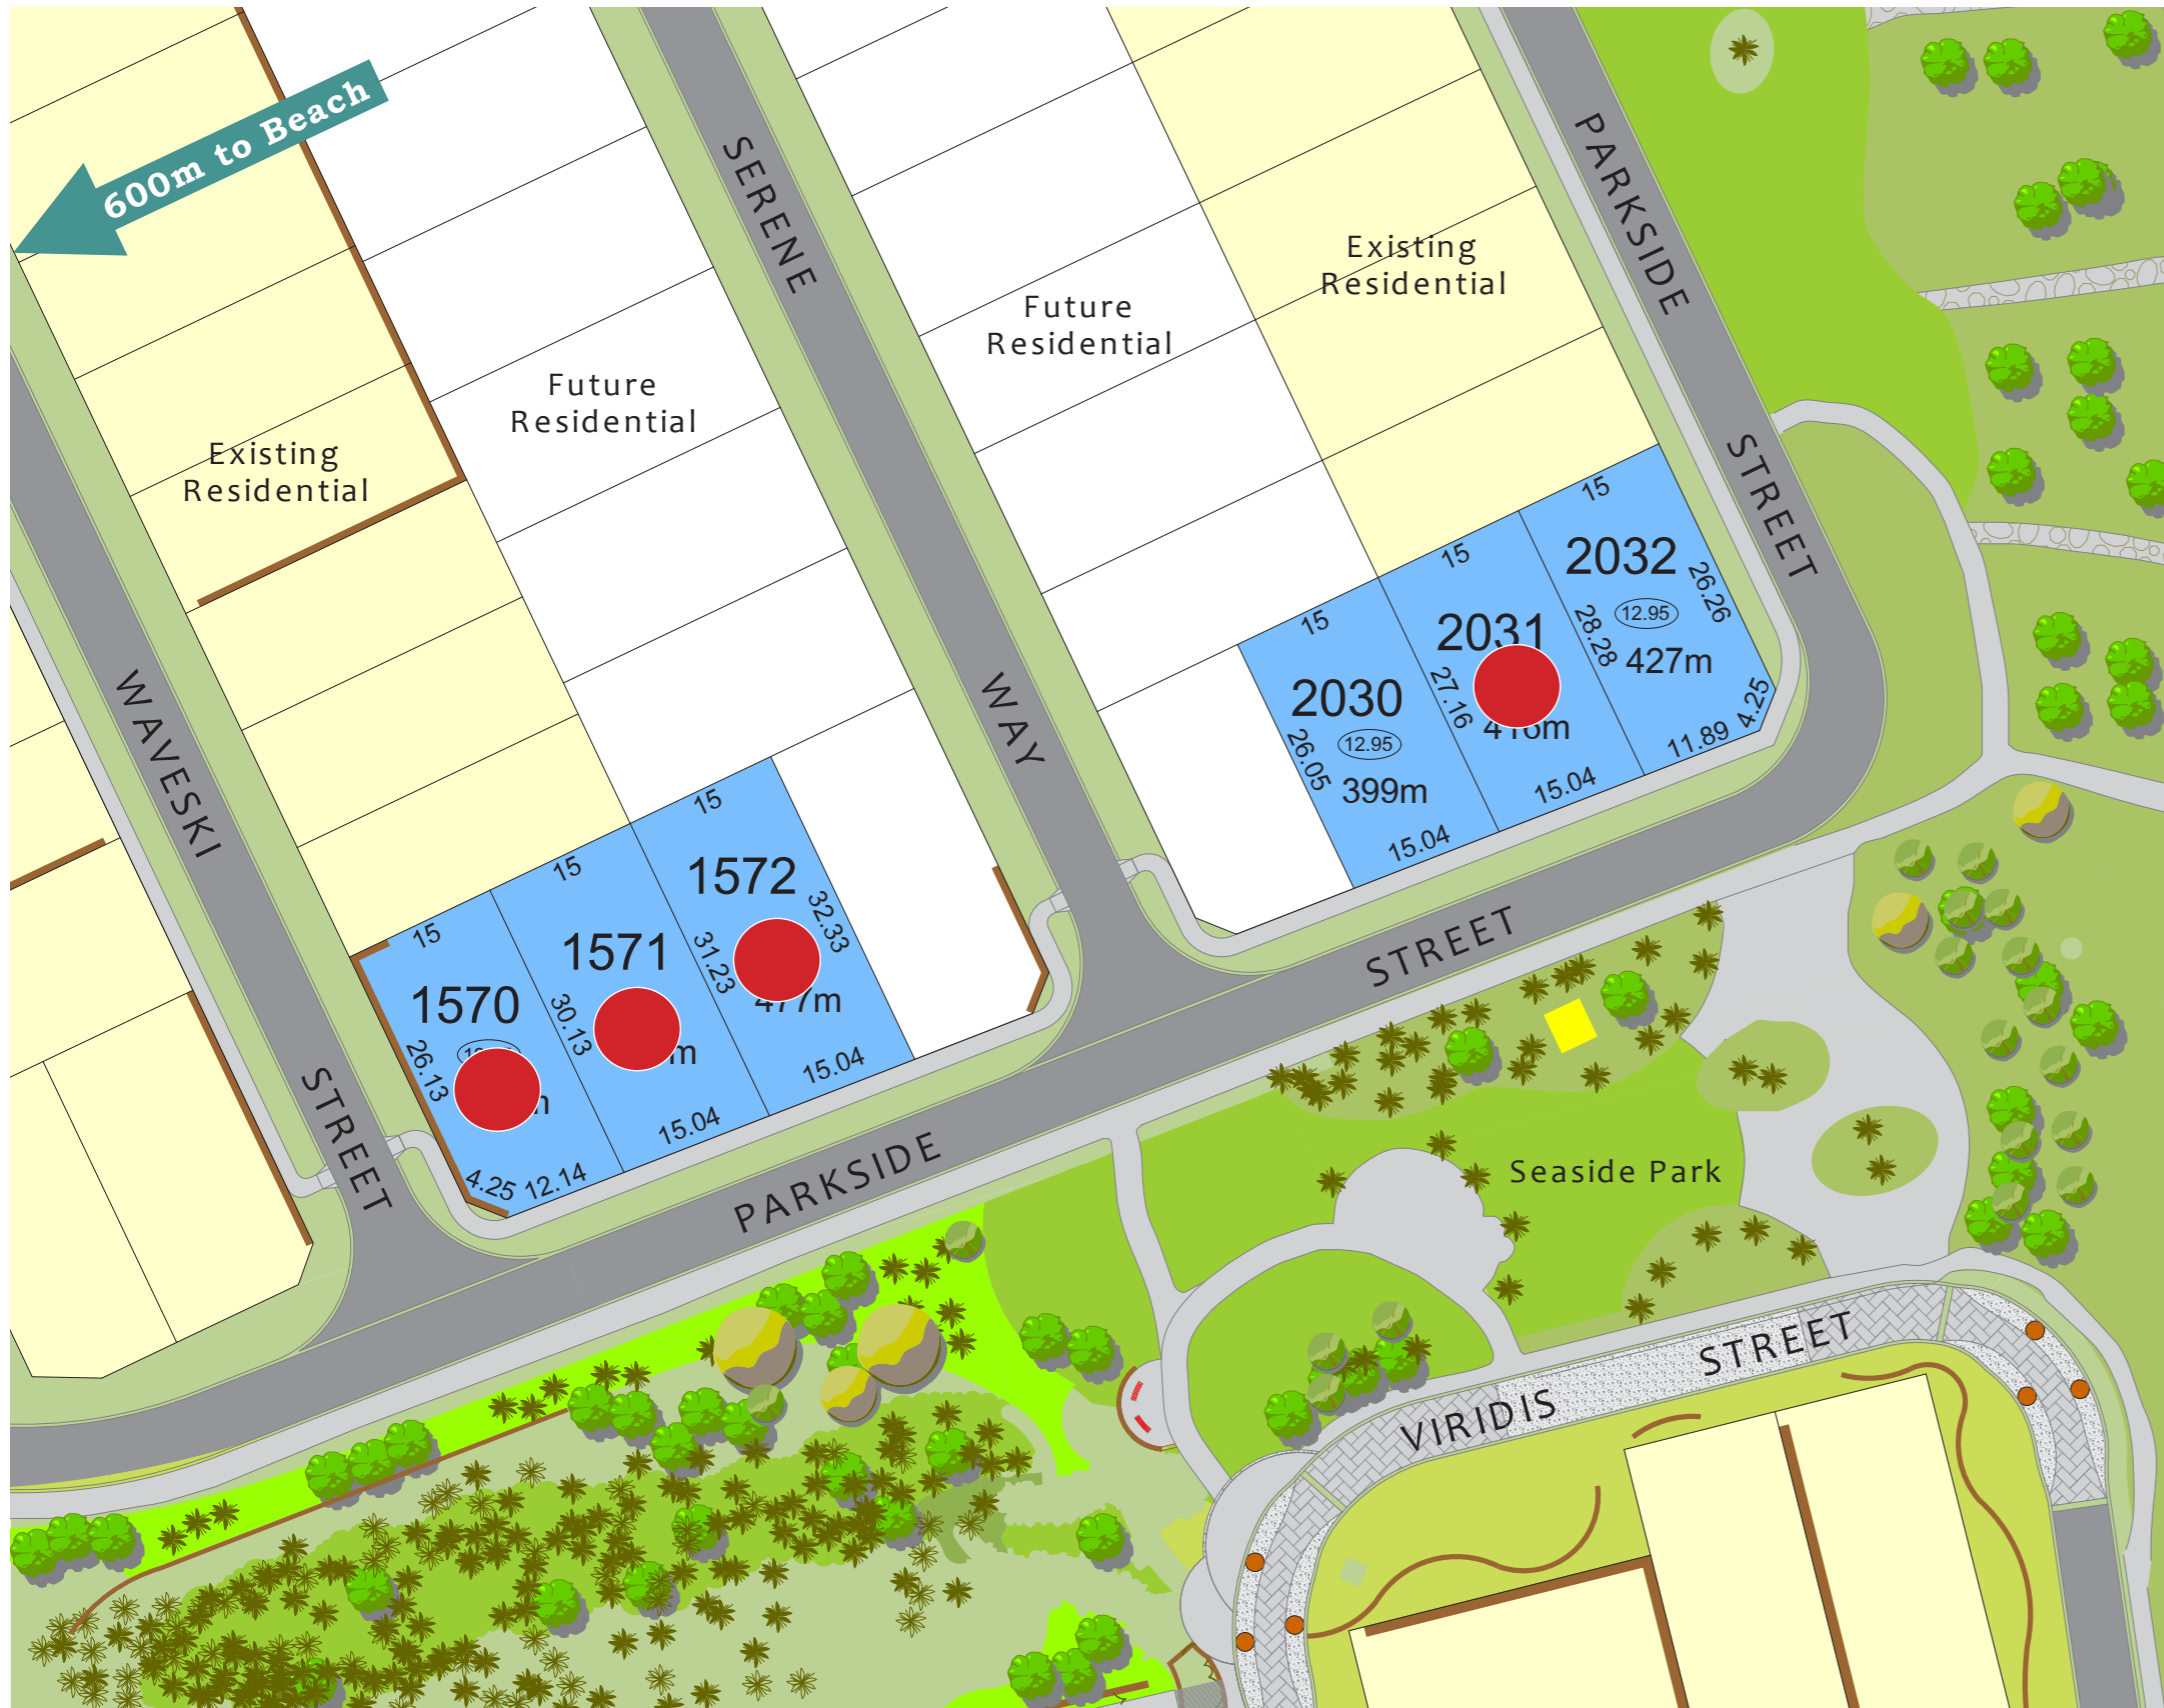 600m to Beach
SERENE
WAY
PARKSIDE
STREET
Existing
Residential
Future
Residential
Future
Residential
Existing
Residential
WAVESKI
STREET
15
2032
12.95
26.26
28.28
427m
4.25
11.89
15
2031
27.16
15.04
15
2030
12.95
26.05
399m
15.04
15
1572
32.33
31.23
477m
15.04
15
1571
30.13
m
15.04
15
1570
26.13
4.25
12.14
PARKSIDE
STREET
Seaside Park
VIRIDIS
STREET